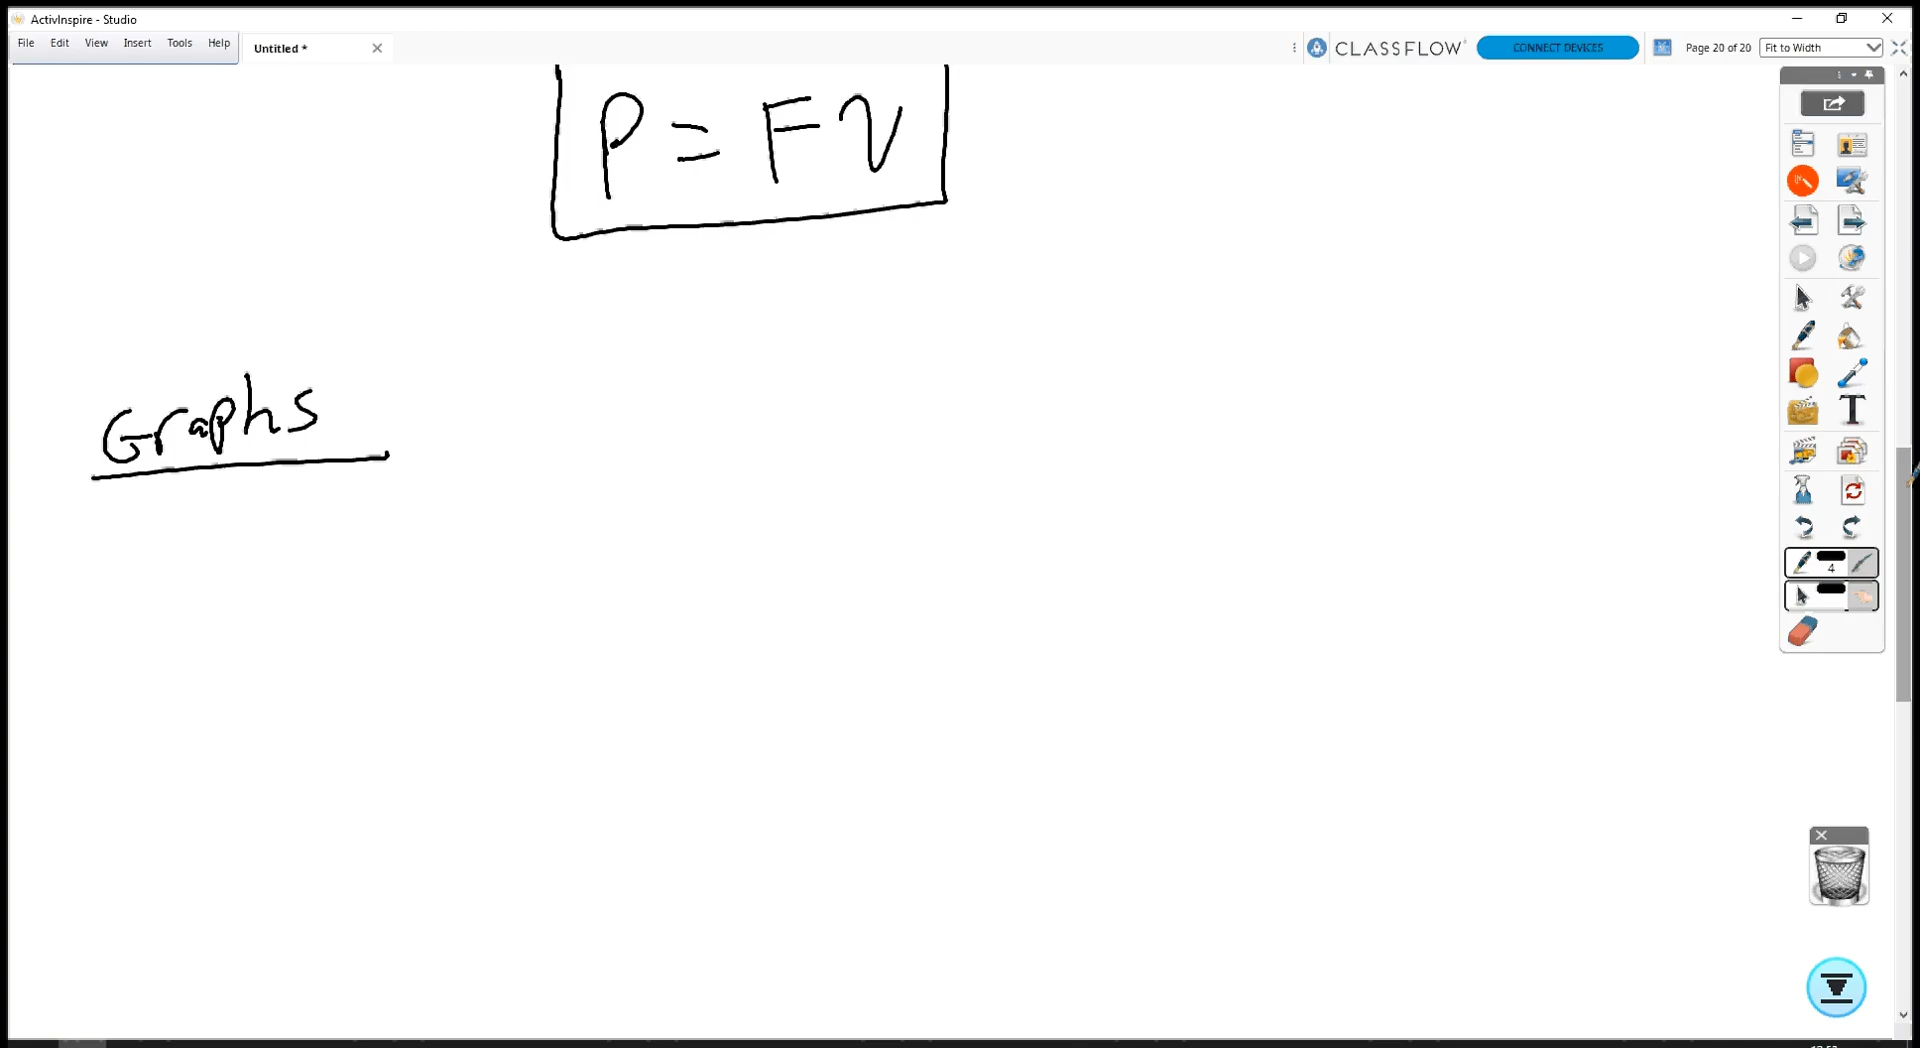 ActivInspire - Studio
File Edit View Insert Tools Help
Untitled *
CLASSFLOW
CONNECT DEVICES
Page 20 of 20
Fit to Width
P = Fv
Graphs
T
4